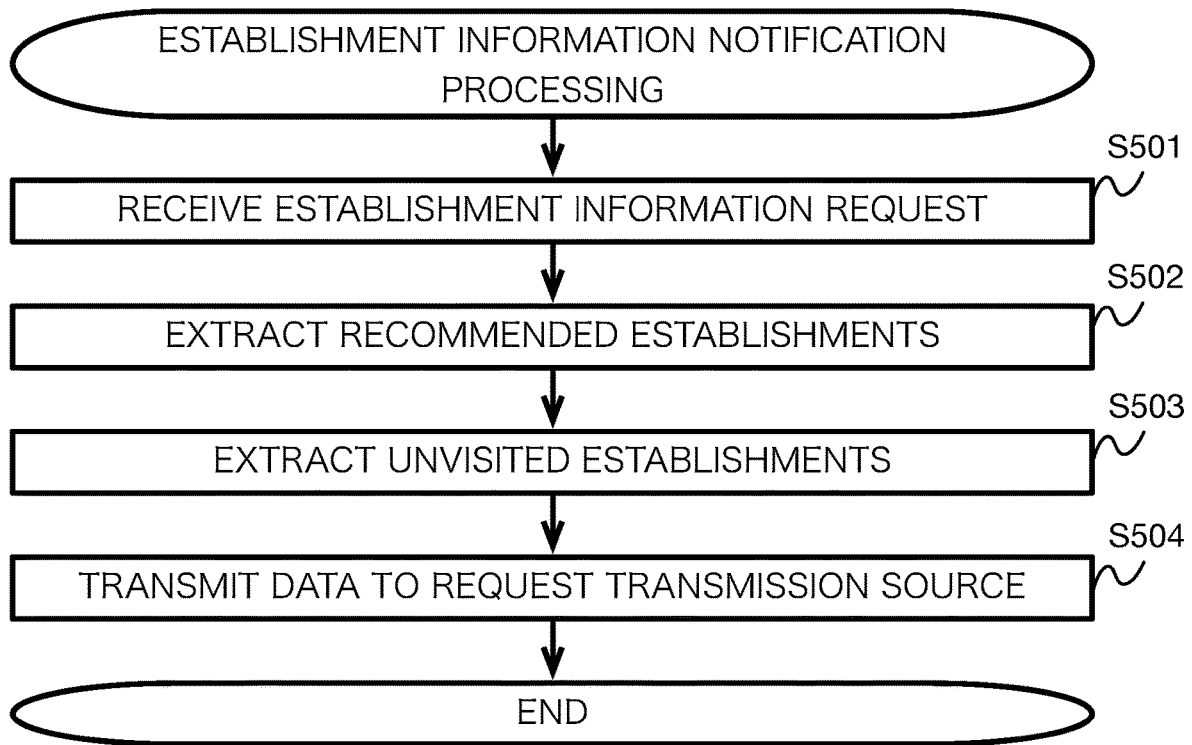 ESTABLISHMENT INFORMATION NOTIFICATION
PROCESSING
S501
RECEIVE ESTABLISHMENT INFORMATION REQUEST
S502
EXTRACT RECOMMENDED ESTABLISHMENTS
S503
EXTRACT UNVISITED ESTABLISHMENTS
S504
TRANSMIT DATA TO REQUEST TRANSMISSION SOURCE
END